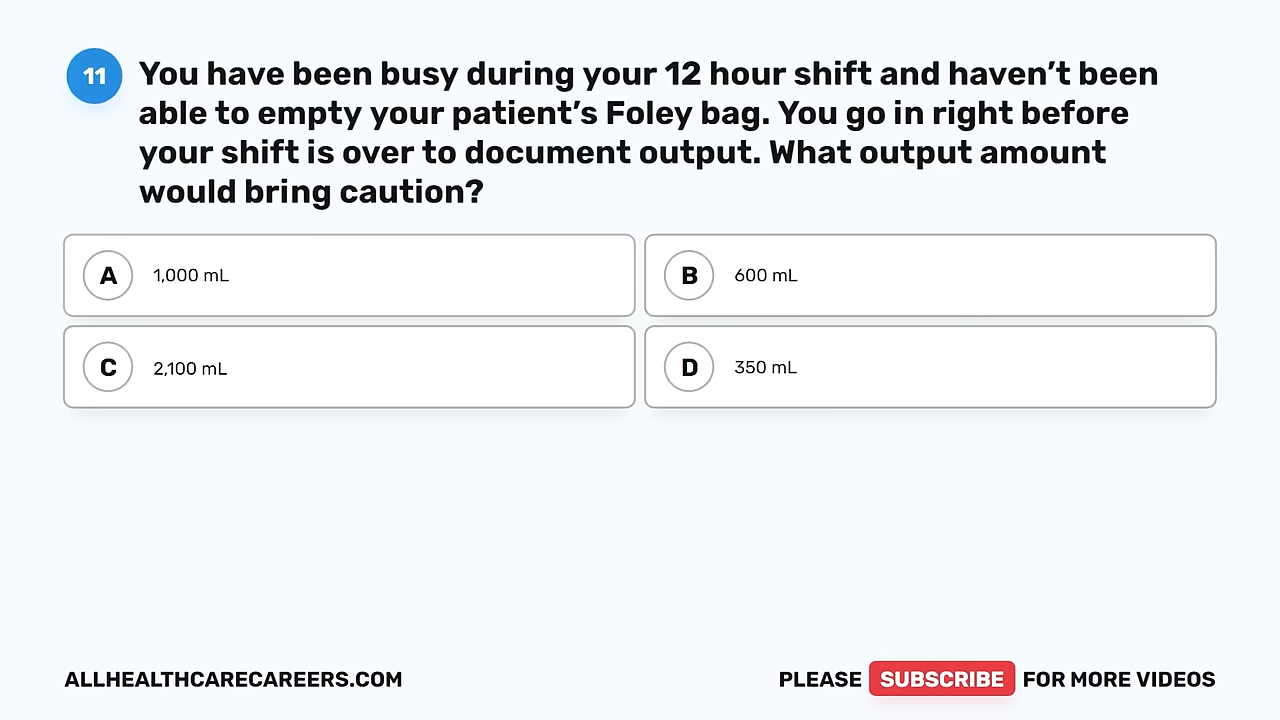 11
You have been busy during your 12 hour shift and haven’t been
able to empty your patient’s Foley bag. You go in right before
your shift is over to document output. What output amount
would bring caution?
A 1,000 mL
B 600 mL
C 2,100 mL
D 350 mL
ALLHEALTHCARECAREERS.COM
PLEASE SUBSCRIBE FOR MORE VIDEOS